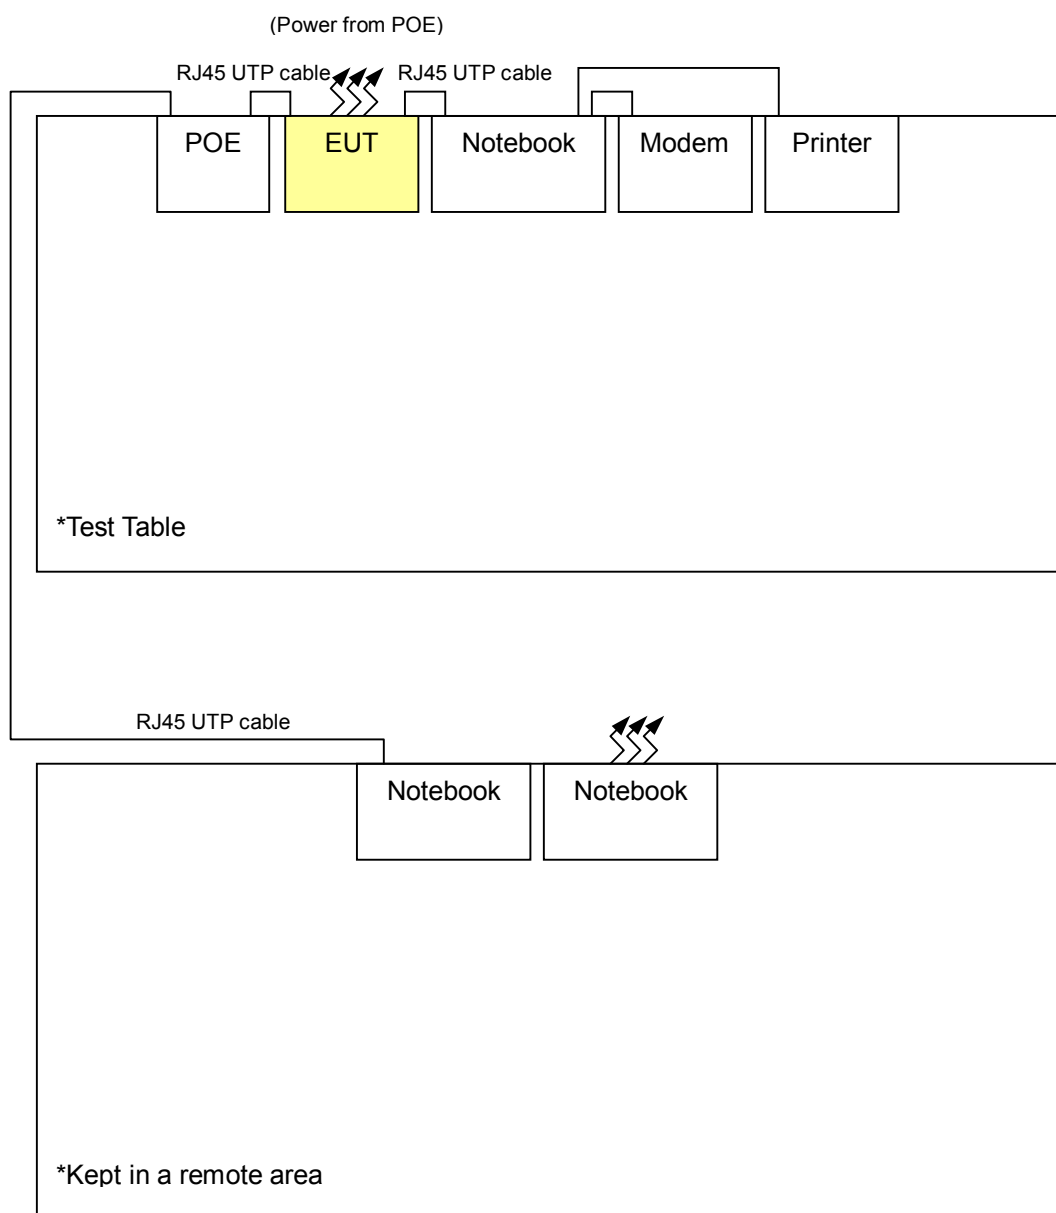 (Power from POE)
RJ45 UTP cable RJ45 UTP cable
POE EUT Notebook Modem Printer
*Test Table
RJ45 UTP cable
Notebook Notebook
*Kept in a remote area